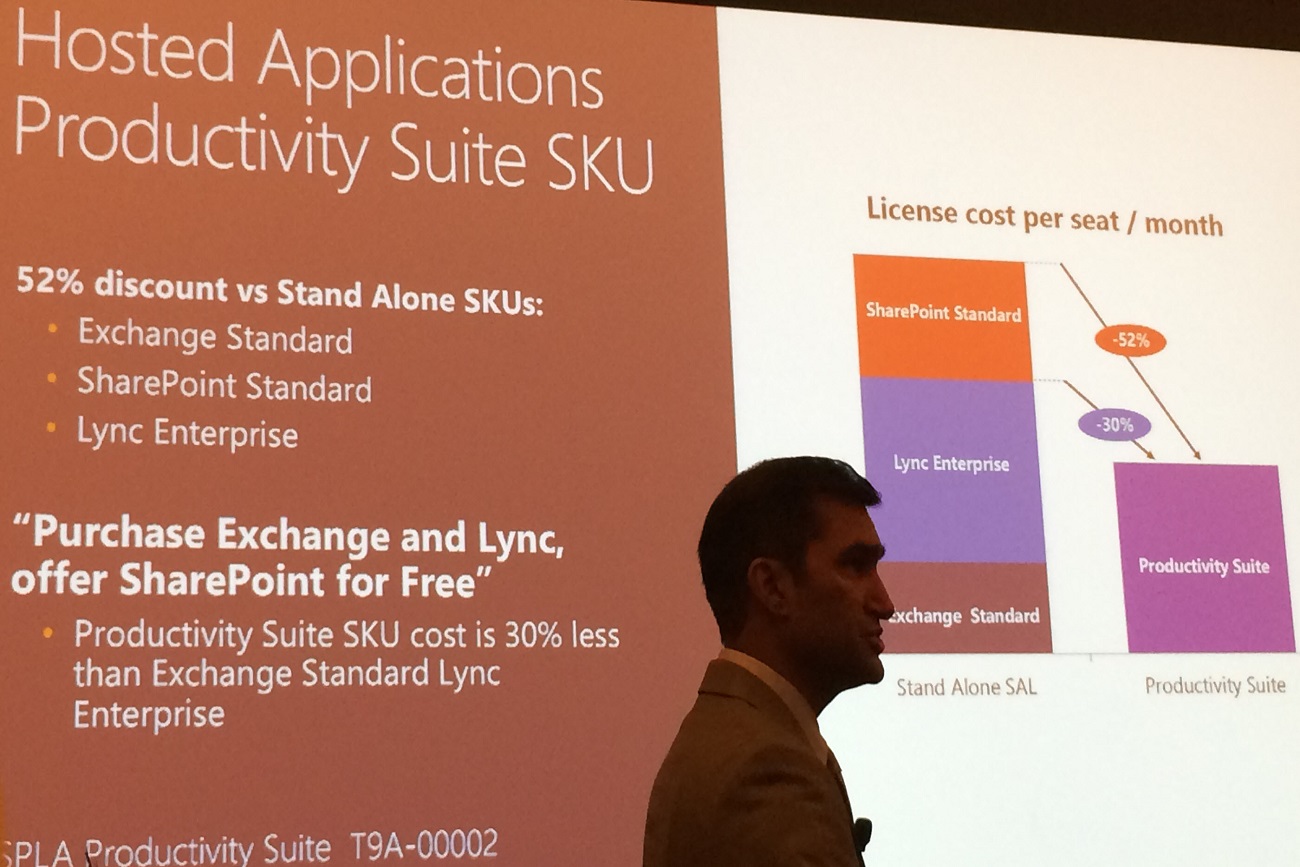 Hosted Applications
Productivity Suite SKU
52% discount vs Stand Alone SKUs:
• Exchange Standard
• SharePoint Standard
• Lync Enterprise
“Purchase Exchange and Lync,
offer SharePoint for Free”
• Productivity Suite SKU cost is 30% less
than Exchange Standard Lync
Enterprise
SPLA Productivity Suite T9A-00002
License cost per seat / month
SharePoint Standard
-52%
-30%
Lync Enterprise
Productivity Suite
Exchange Standard
Stand Alone SAL
Productivity Suite